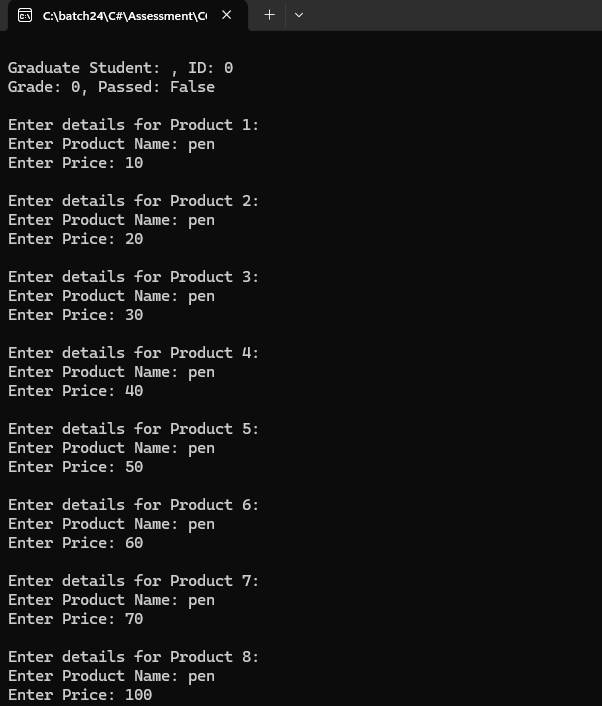 C:\batch24\C#\Assessment\C
Graduate Student: , ID: 0
Grade: 0, Passed: False
Enter details for Product 1:
Enter Product Name: pen
Enter Price: 10
Enter details for Product 2:
Enter Product Name: pen
Enter Price: 20
Enter details for Product 3:
Enter Product Name: pen
Enter Price: 30
Enter details for Product 4:
Enter Product Name: pen
Enter Price: 40
Enter details for Product 5:
Enter Product Name: pen
Enter Price: 50
Enter details for Product 6:
Enter Product Name: pen
Enter Price: 60
Enter details for Product 7:
Enter Product Name: pen
Enter Price: 70
Enter details for Product 8:
Enter Product Name: pen
Enter Price: 100